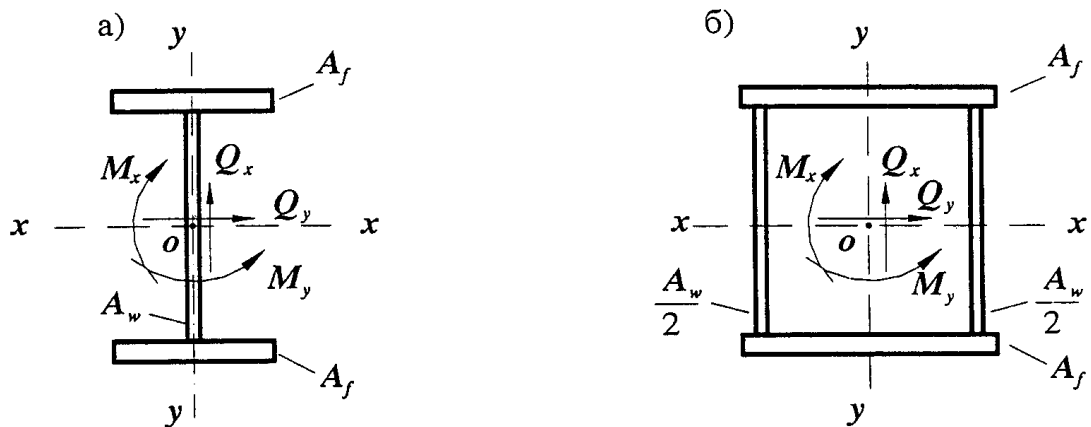 а)
y
A_f
M_x
Q_x
Q_y
x
o
x
M_y
A_w
A_f
y
б)
y
A_f
M_x
Q_x
Q_y
x
o
x
M_y
A_w/2
A_w/2
A_f
y